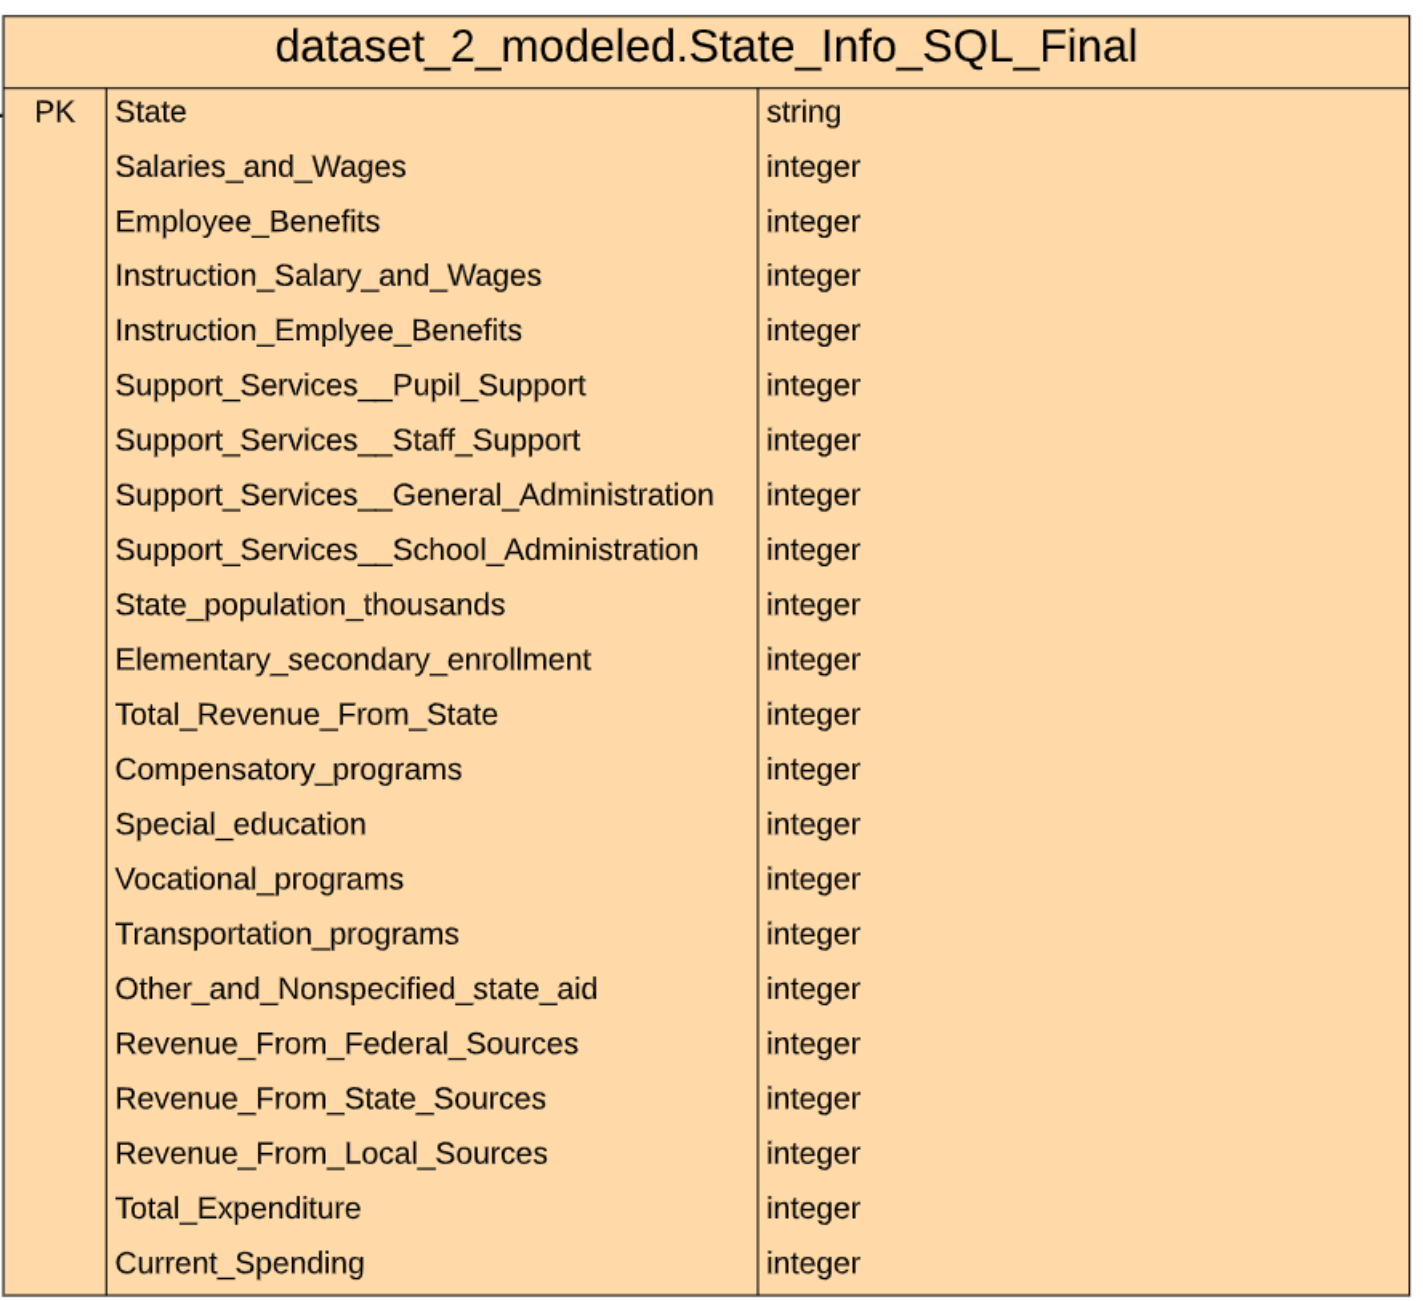 dataset_2_modeled.State_Info_SQL_Final
PK State string
Salaries_and_Wages integer
Employee_Benefits integer
Instruction_Salary_and_Wages integer
Instruction_Emplyee_Benefits integer
Support_Services__Pupil_Support integer
Support_Services__Staff_Support integer
Support_Services__General_Administration integer
Support_Services__School_Administration integer
State_population_thousands integer
Elementary_secondary_enrollment integer
Total_Revenue_From_State integer
Compensatory_programs integer
Special_education integer
Vocational_programs integer
Transportation_programs integer
Other_and_Nonspecified_state_aid integer
Revenue_From_Federal_Sources integer
Revenue_From_State_Sources integer
Revenue_From_Local_Sources integer
Total_Expenditure integer
Current_Spending integer